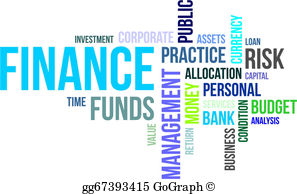 INVESTMENT
CORPORATE
PUBLIC
ASSETS
CURRENCY
LOAN
FINANCE
PRACTICE
RISK
ALLOCATION
CAPITAL
TIME
FUNDS
MANAGEMENT
MONEY
PERSONAL
SERVICES
CONDITION
BUDGET
VALUE
RETURN
BANK
BUSINESS
ANALYSIS
gg67393415 GoGraph ©